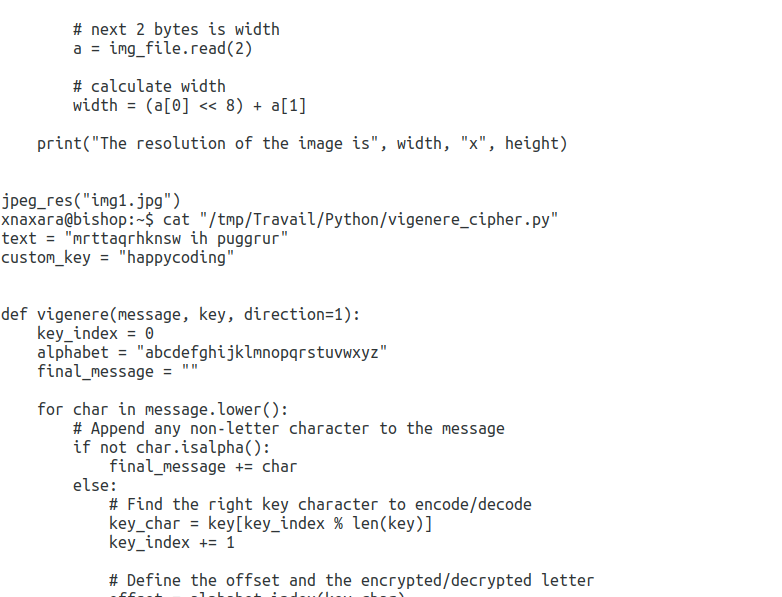 # next 2 bytes is width
a = img_file.read(2)
# calculate width
width = (a[0] << 8) + a[1]
print("The resolution of the image is", width, "x", height)
jpeg_res("img1.jpg")
xnaxara@bishop:~$ cat "/tmp/Travail/Python/vigenere_cipher.py"
text = "mrttaqrhknsw ih puggrur"
custom_key = "happycoding"
def vigenere(message, key, direction=1):
key_index = 0
alphabet = "abcdefghijklmnopqrstuvwxyz"
final_message = ""
for char in message.lower():
# Append any non-letter character to the message
if not char.isalpha():
final_message += char
else:
# Find the right key character to encode/decode
key_char = key[key_index % len(key)]
key_index += 1
# Define the offset and the encrypted/decrypted letter
offset = alphabet.index(key_char)